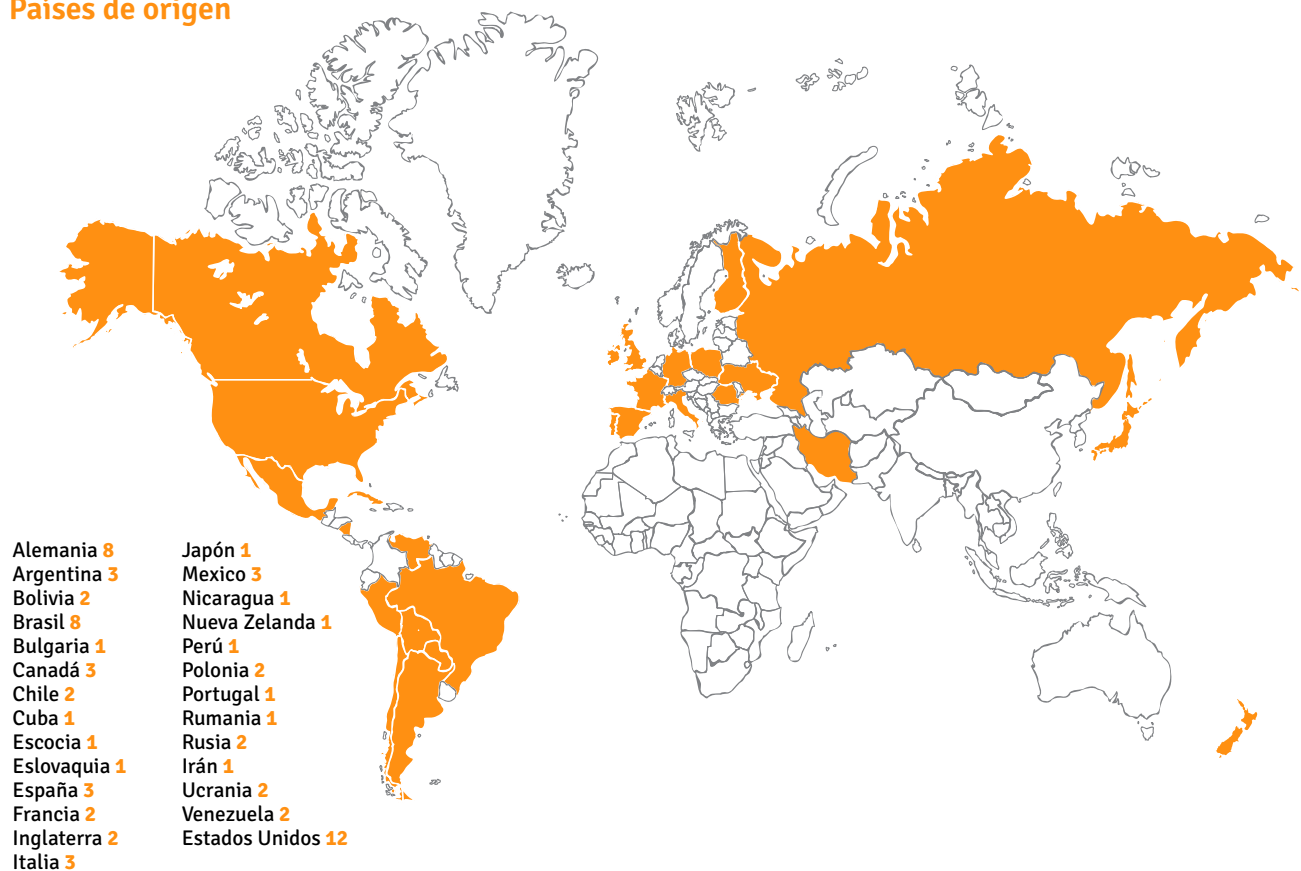 Países de origen
Alemania 8
Argentina 3
Bolivia 2
Brasil 8
Bulgaria 1
Canadá 3
Chile 2
Cuba 1
Escocia 1
Eslovaquia 1
España 3
Francia 2
Inglaterra 2
Italia 3
Japón 1
Mexico 3
Nicaragua 1
Nueva Zelanda 1
Perú 1
Polonia 2
Portugal 1
Rumania 1
Rusia 2
Irán 1
Ucrania 2
Venezuela 2
Estados Unidos 12